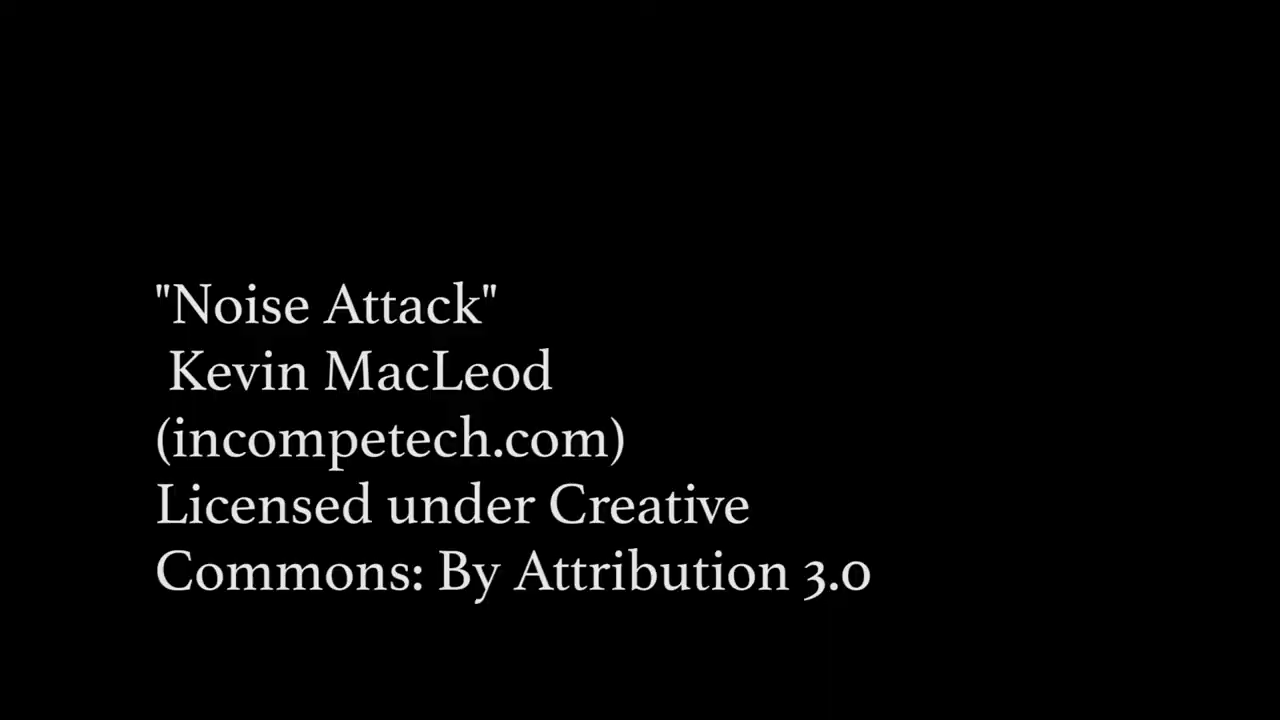 "Noise Attack"
Kevin MacLeod
(incompetech.com)
Licensed under Creative
Commons: By Attribution 3.0